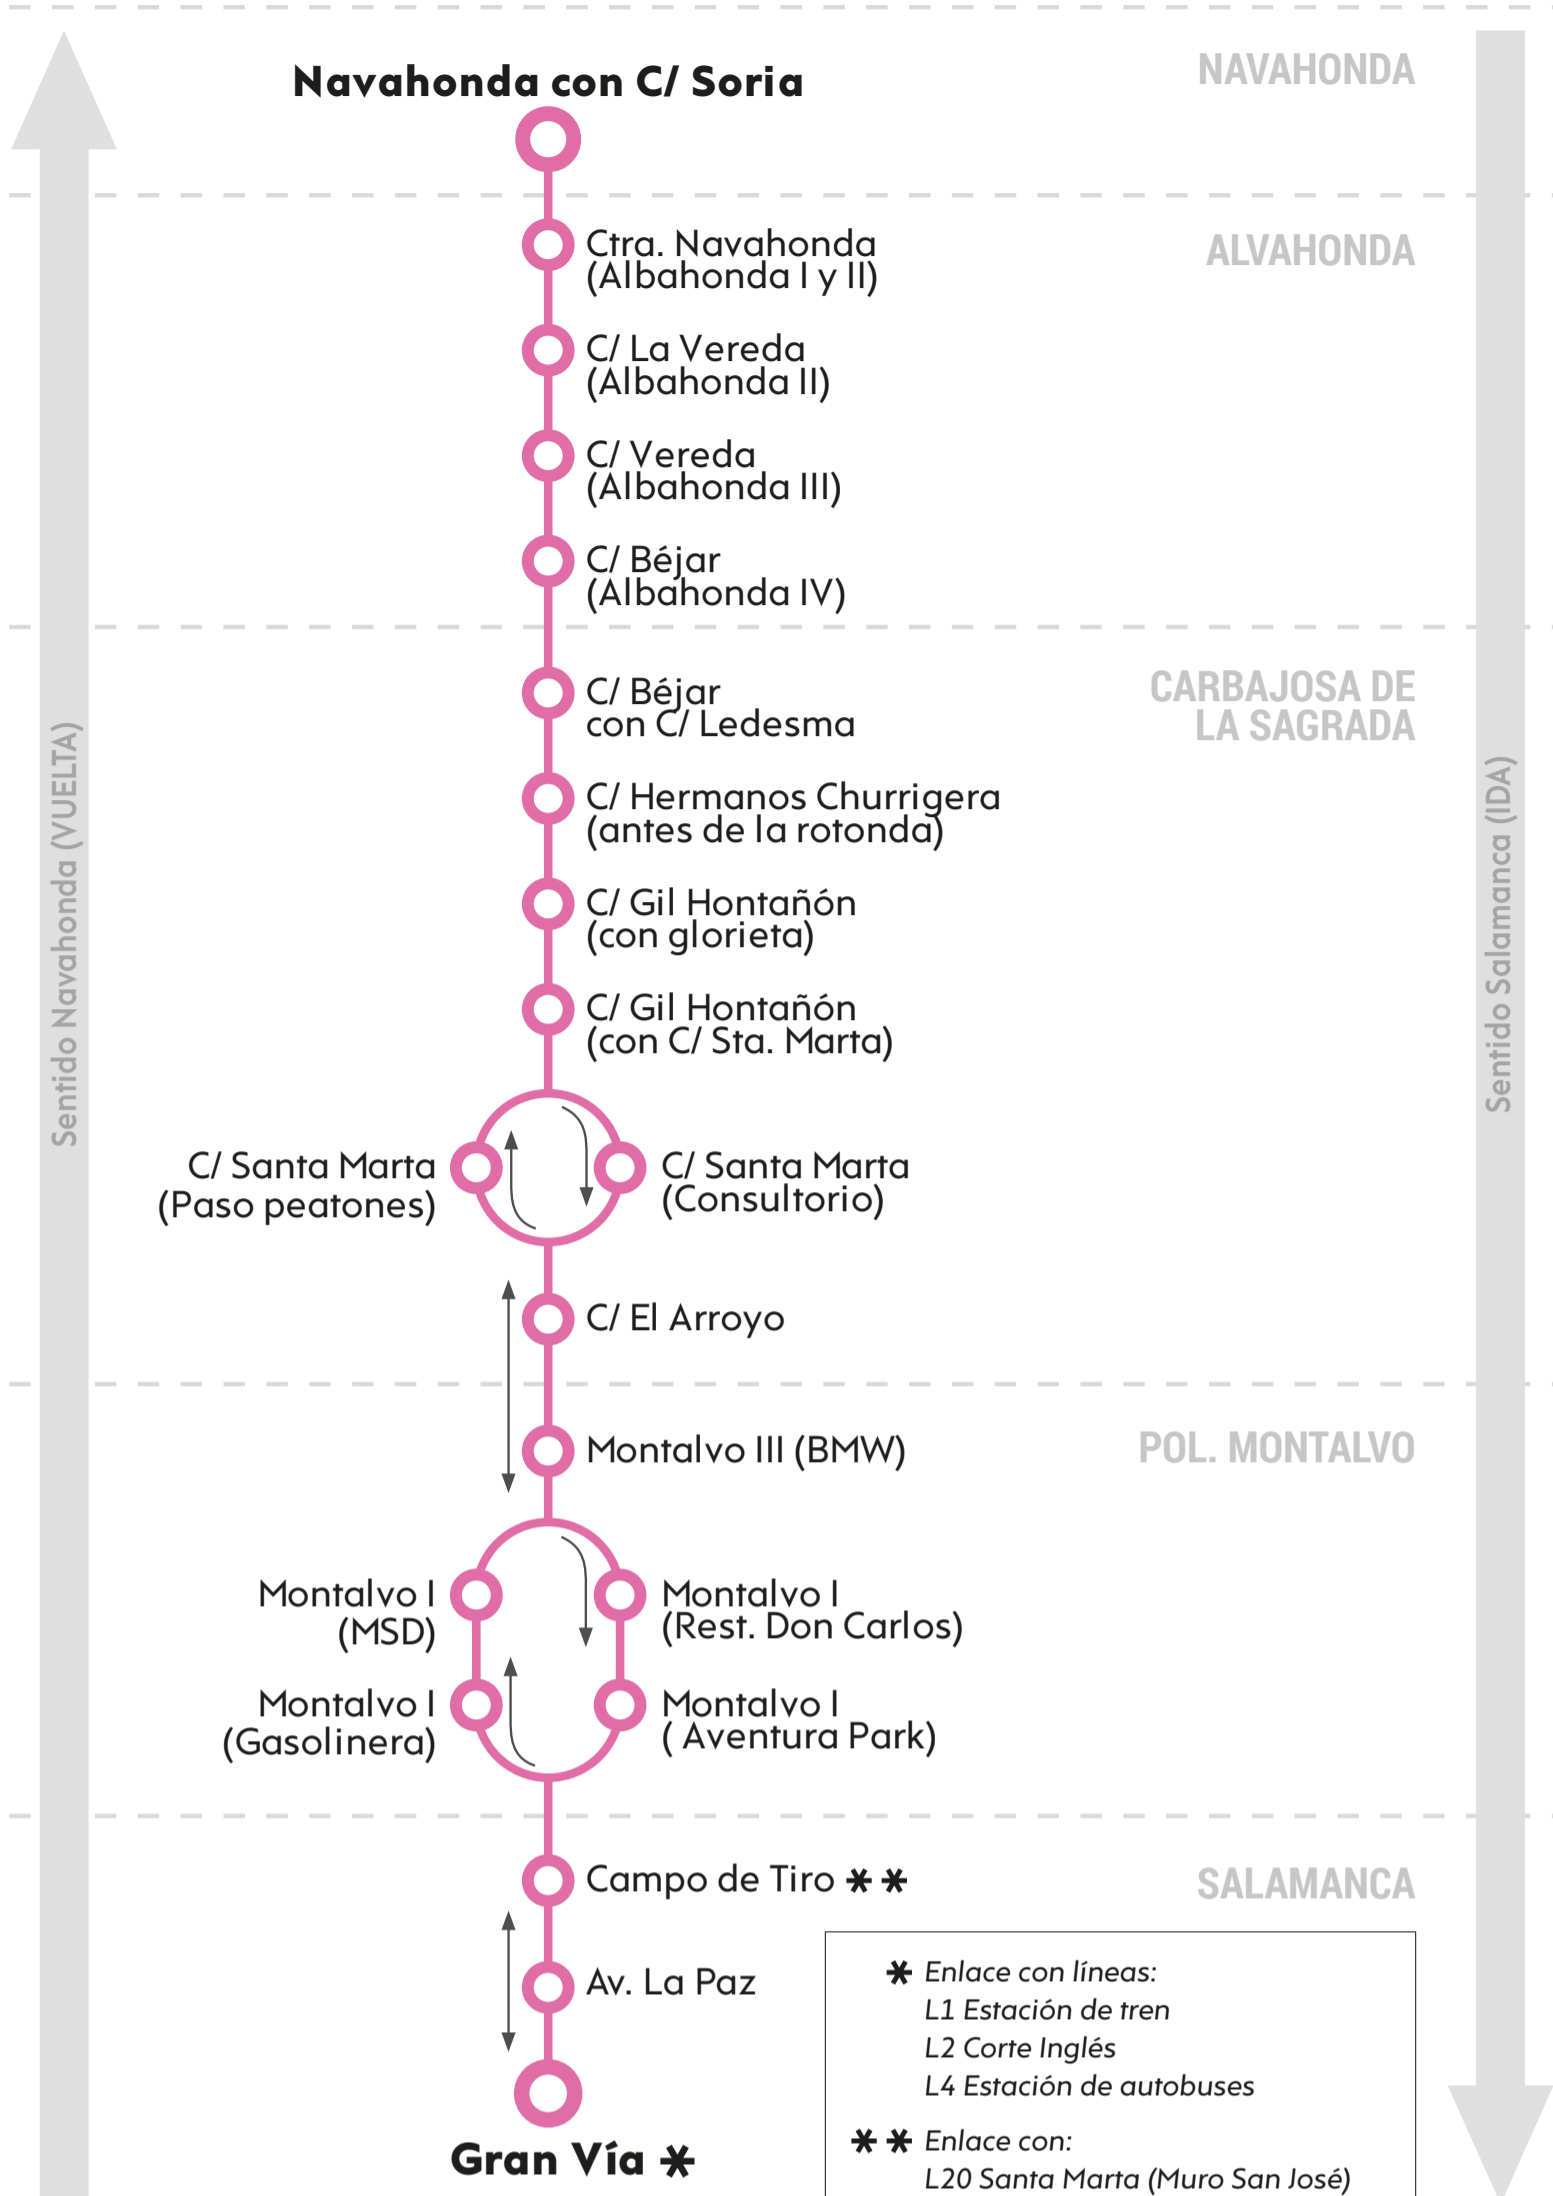 NAVAHONDA
Navahonda con C/ Soria
ALVAHONDA
Ctra. Navahonda
(Albahonda I y II)
C/ La Vereda
(Albahonda II)
C/ Vereda
(Albahonda III)
C/ Béjar
(Albahonda IV)
CARBAJOSA DE
LA SAGRADA
C/ Béjar
con C/ Ledesma
C/ Hermanos Churrigera
(antes de la rotonda)
C/ Gil Hontañón
(con glorieta)
C/ Gil Hontañón
(con C/ Sta. Marta)
Sentido Navahonda (VUELTA)
Sentido Salamanca (IDA)
C/ Santa Marta
(Paso peatones)
C/ Santa Marta
(Consultorio)
C/ El Arroyo
POL. MONTALVO
Montalvo III (BMW)
Montalvo I
(MSD)
Montalvo I
(Rest. Don Carlos)
Montalvo I
(Gasolinera)
Montalvo I
( Aventura Park)
SALAMANCA
Campo de Tiro * *
Av. La Paz
Gran Vía *
* Enlace con líneas:
L1 Estación de tren
L2 Corte Inglés
L4 Estación de autobuses
* * Enlace con:
L20 Santa Marta (Muro San José)